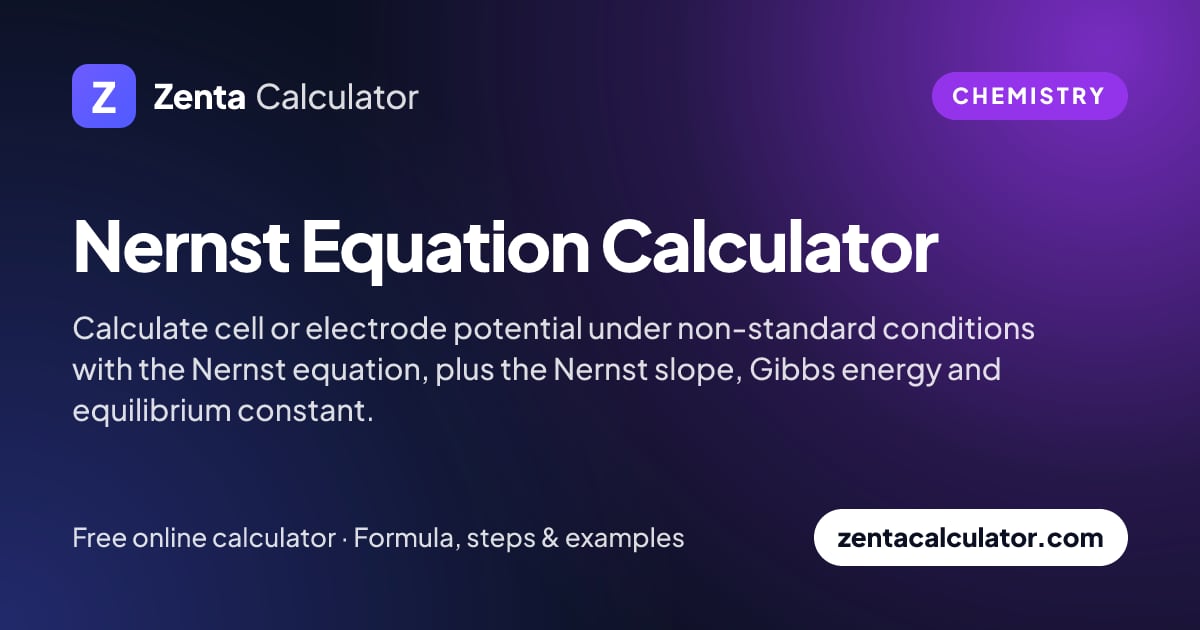 Z
Zenta Calculator
CHEMISTRY
Nernst Equation Calculator
Calculate cell or electrode potential under non-standard conditions
with the Nernst equation, plus the Nernst slope, Gibbs energy and
equilibrium constant.
Free online calculator · Formula, steps & examples
zentacalculator.com